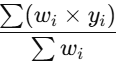 ∑(wᵢ × yᵢ)
∑ wᵢ